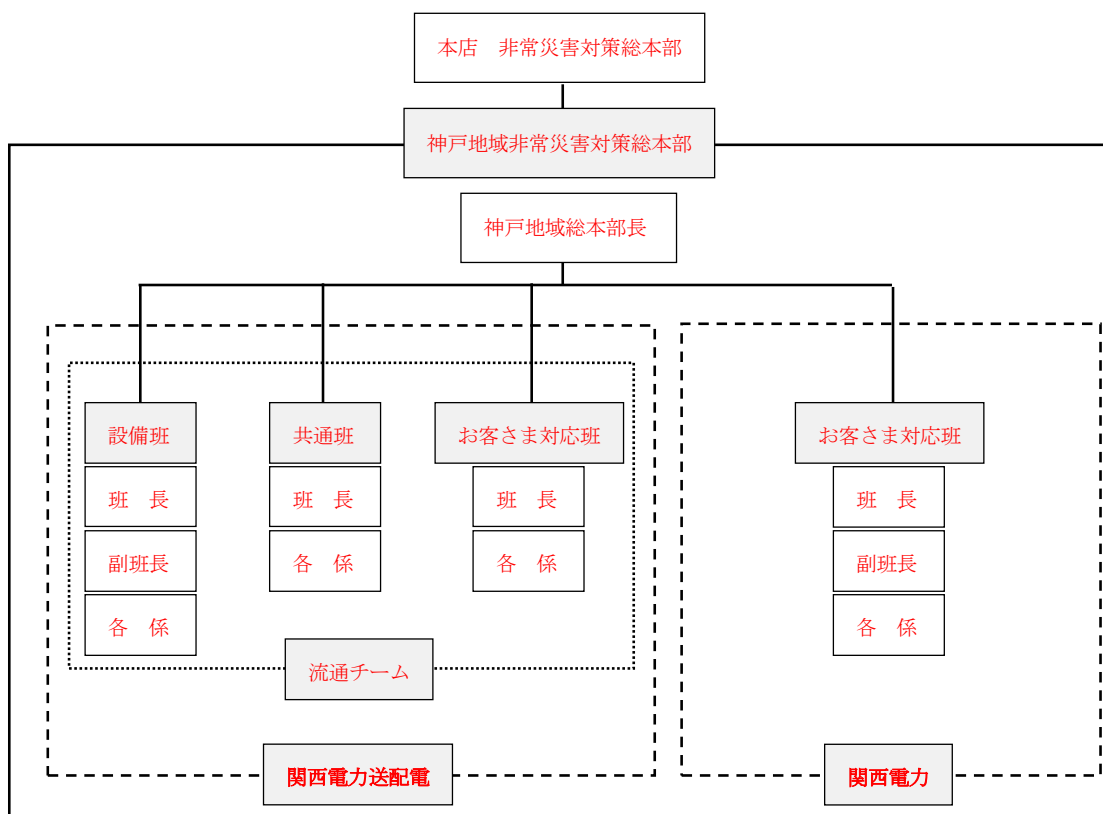 本店　非常災害対策総本部
神戸地域非常災害対策総本部
神戸地域総本部長
設備班
班　長
副班長
各　係
共通班
班　長
各　係
お客さま対応班
班　長
各　係
流通チーム
関西電力送配電
お客さま対応班
班　長
副班長
各　係
関西電力